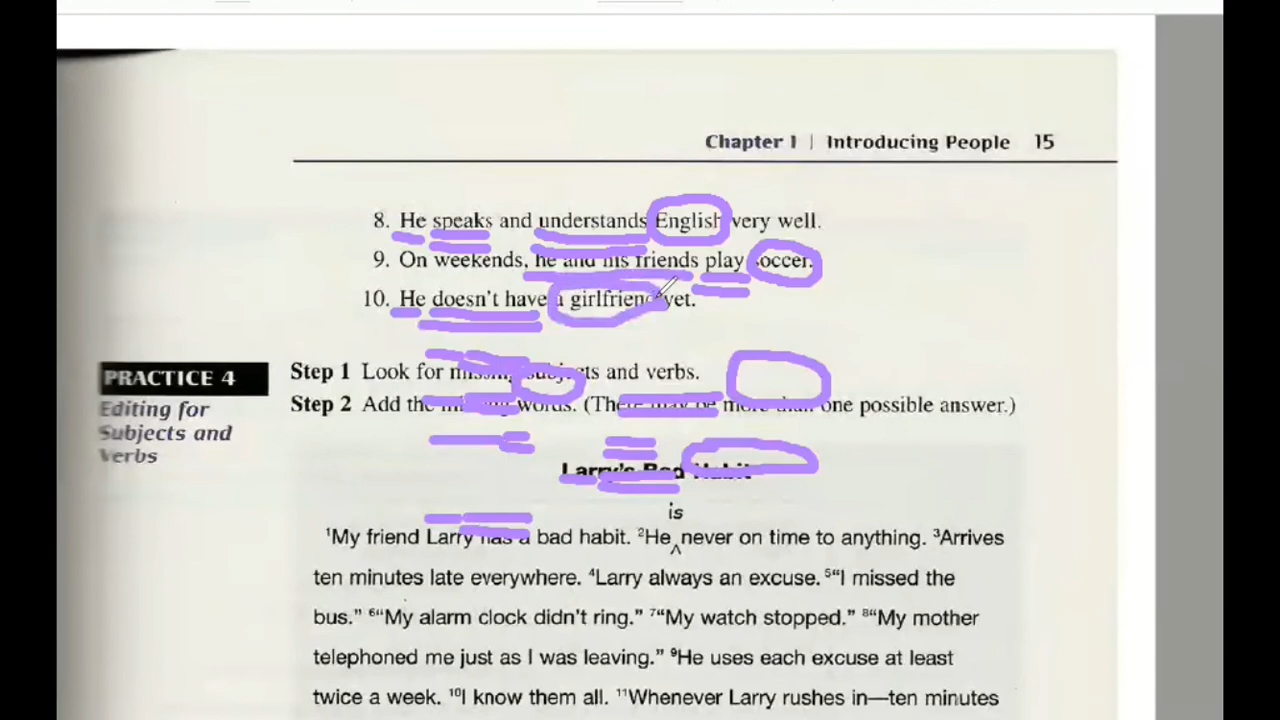 Chapter 1 | Introducing People 15
8. He speaks and understands English very well.
9. On weekends, he and his friends play soccer.
10. He doesn't have a girlfriend yet.
PRACTICE 4
Editing for
Subjects and
Verbs
Step 1 Look for missing subjects and verbs.
Step 2 Add the missing words. (There may be more than one possible answer.)
Larry's Bad Habit
is
¹My friend Larry has a bad habit. ²He ^ never on time to anything. ³Arrives
ten minutes late everywhere. ⁴Larry always an excuse. ⁵"I missed the
bus." ⁶"My alarm clock didn't ring." ⁷"My watch stopped." ⁸"My mother
telephoned me just as I was leaving." ⁹He uses each excuse at least
twice a week. ¹⁰I know them all. ¹¹Whenever Larry rushes in—ten minutes